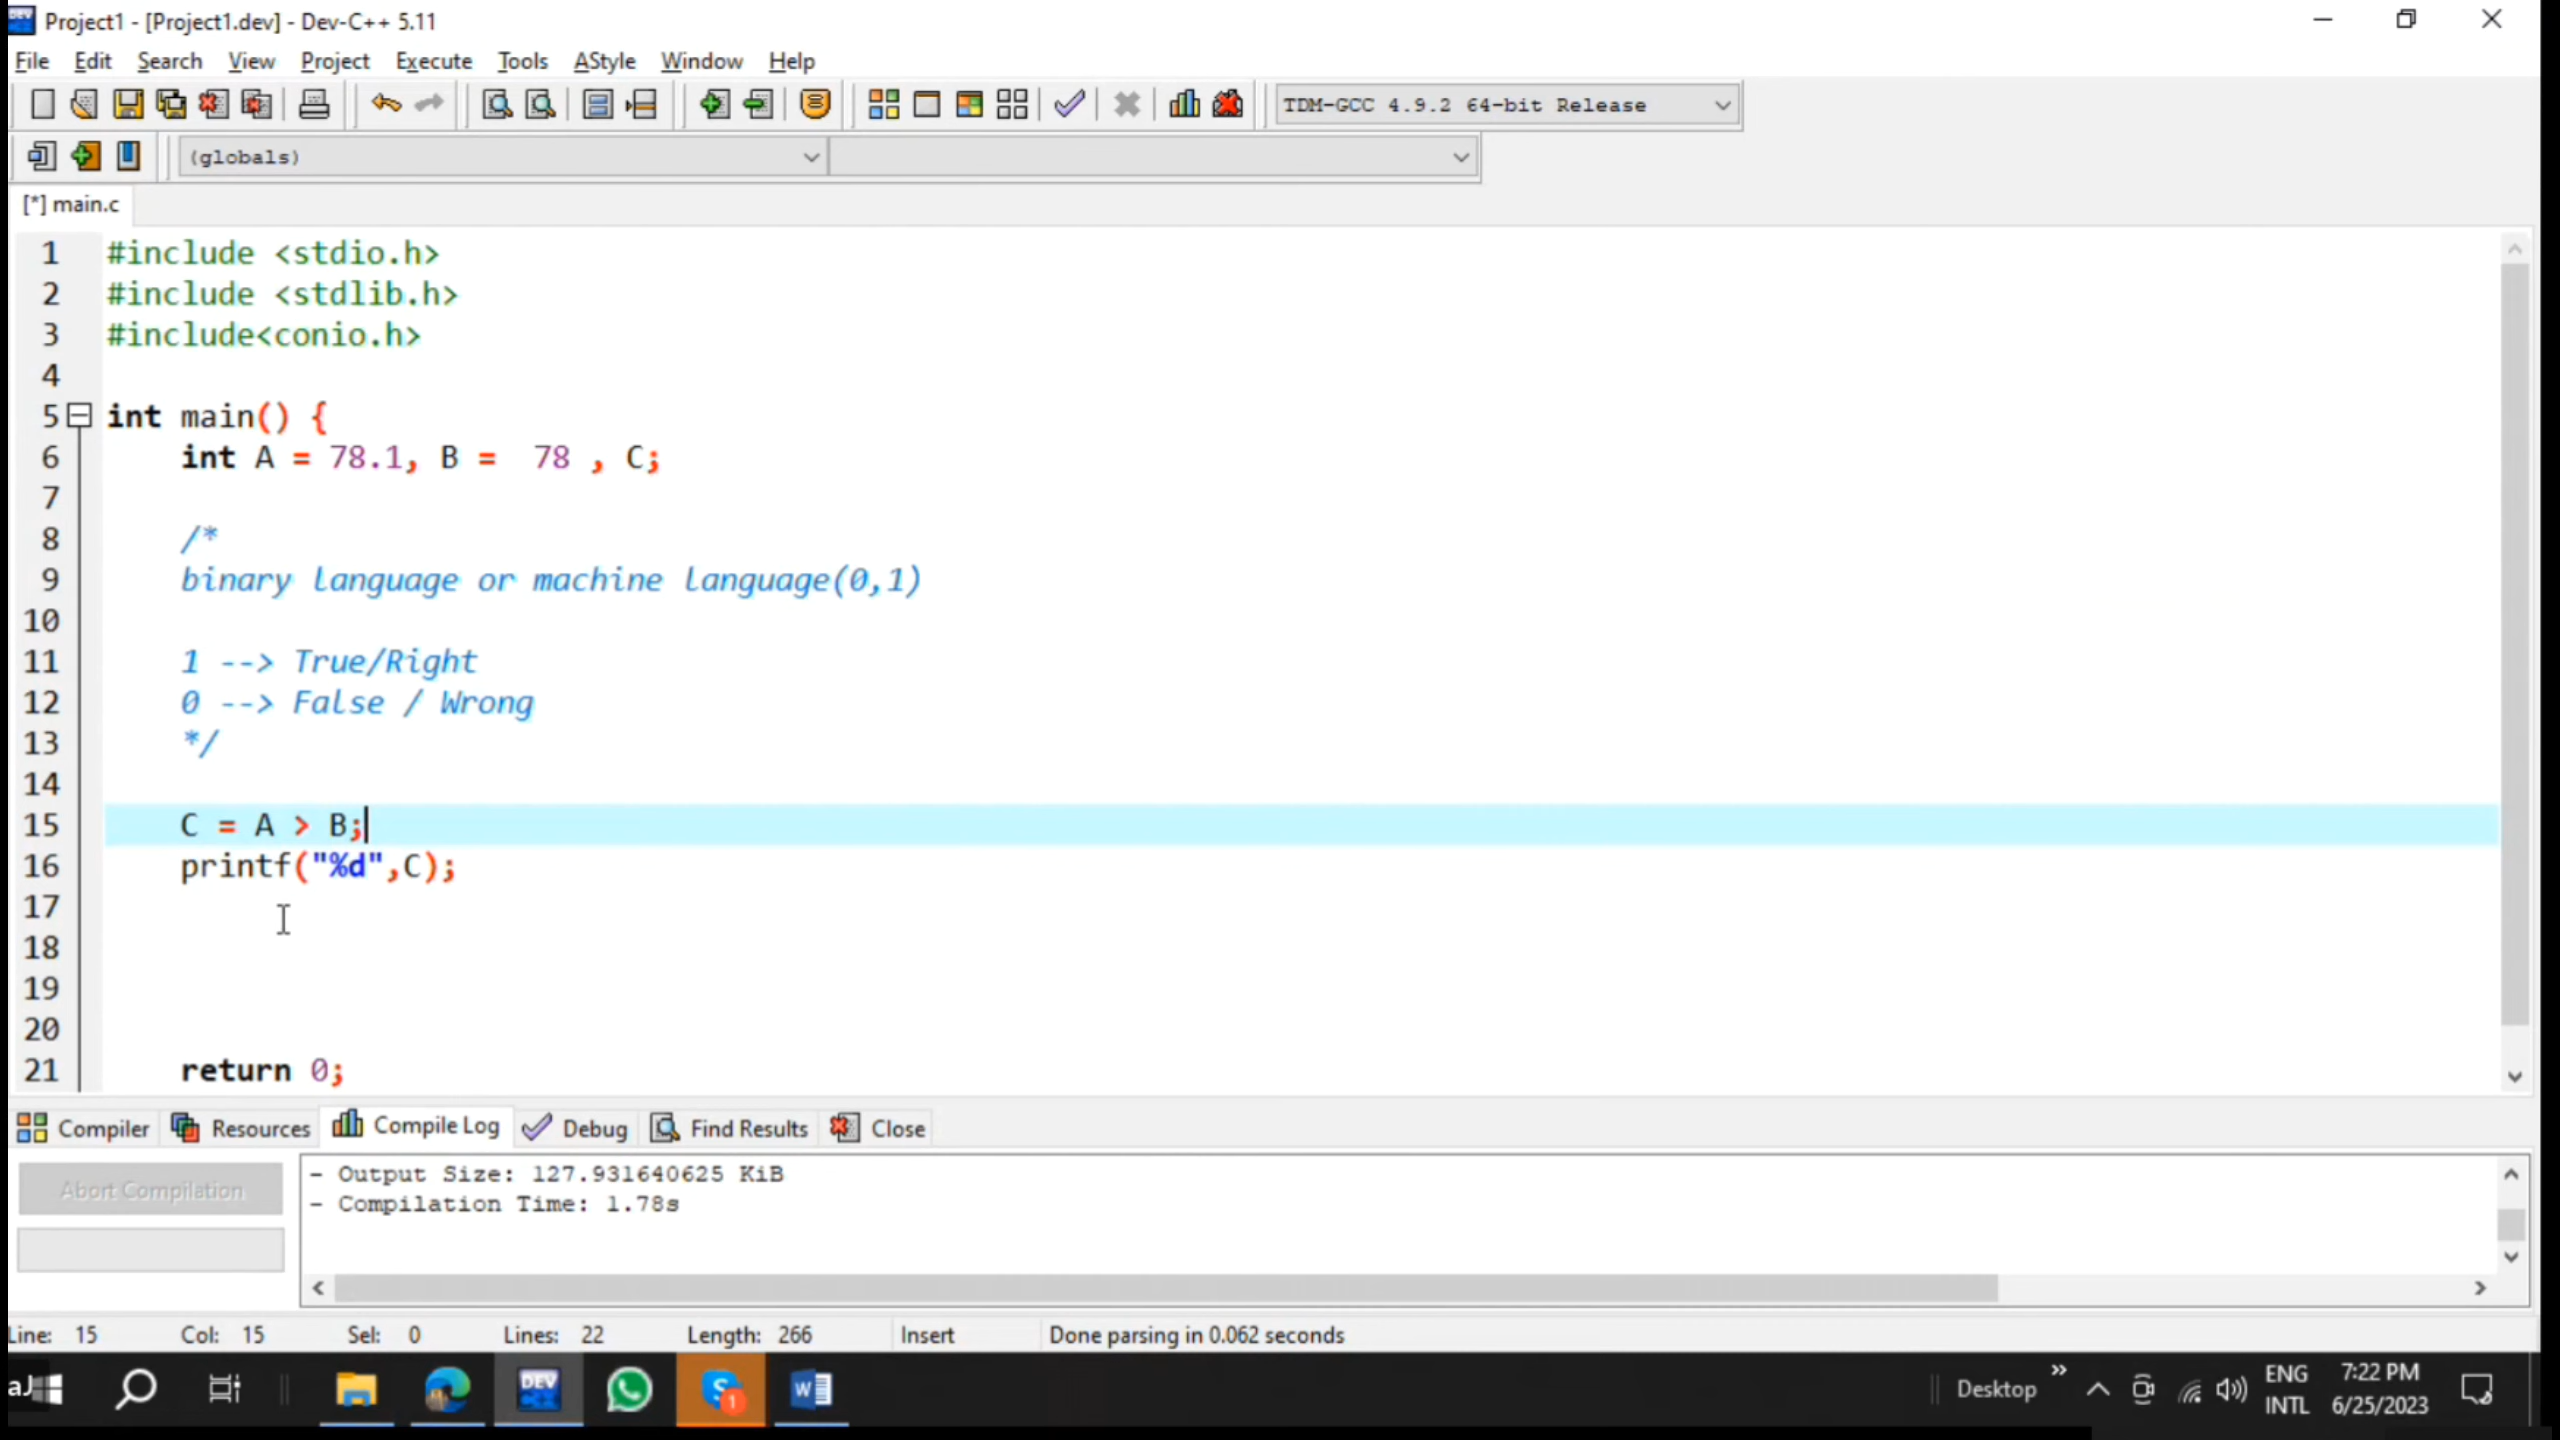 Project1 - [Project1.dev] - Dev-C++ 5.11
File Edit Search View Project Execute Tools AStyle Window Help
TDM-GCC 4.9.2 64-bit Release
(globals)
[*] main.c
1 #include <stdio.h>
2 #include <stdlib.h>
3 #include<conio.h>
4
5 int main() {
6 int A = 78.1, B =  78 , C;
7
8 /*
9 binary language or machine language(0,1)
10
11 1 --> True/Right
12 0 --> False / Wrong
13 */
14
15 C = A > B;
16 printf("%d",C);
17
18
19
20
21 return 0;
Compiler Resources Compile Log Debug Find Results Close
Abort Compilation
- Output Size: 127.931640625 KiB
- Compilation Time: 1.78s
Line: 15 Col: 15 Sel: 0 Lines: 22 Length: 266 Insert Done parsing in 0.062 seconds
DEV
S 1
W
Desktop
ENG
INTL
7:22 PM
6/25/2023